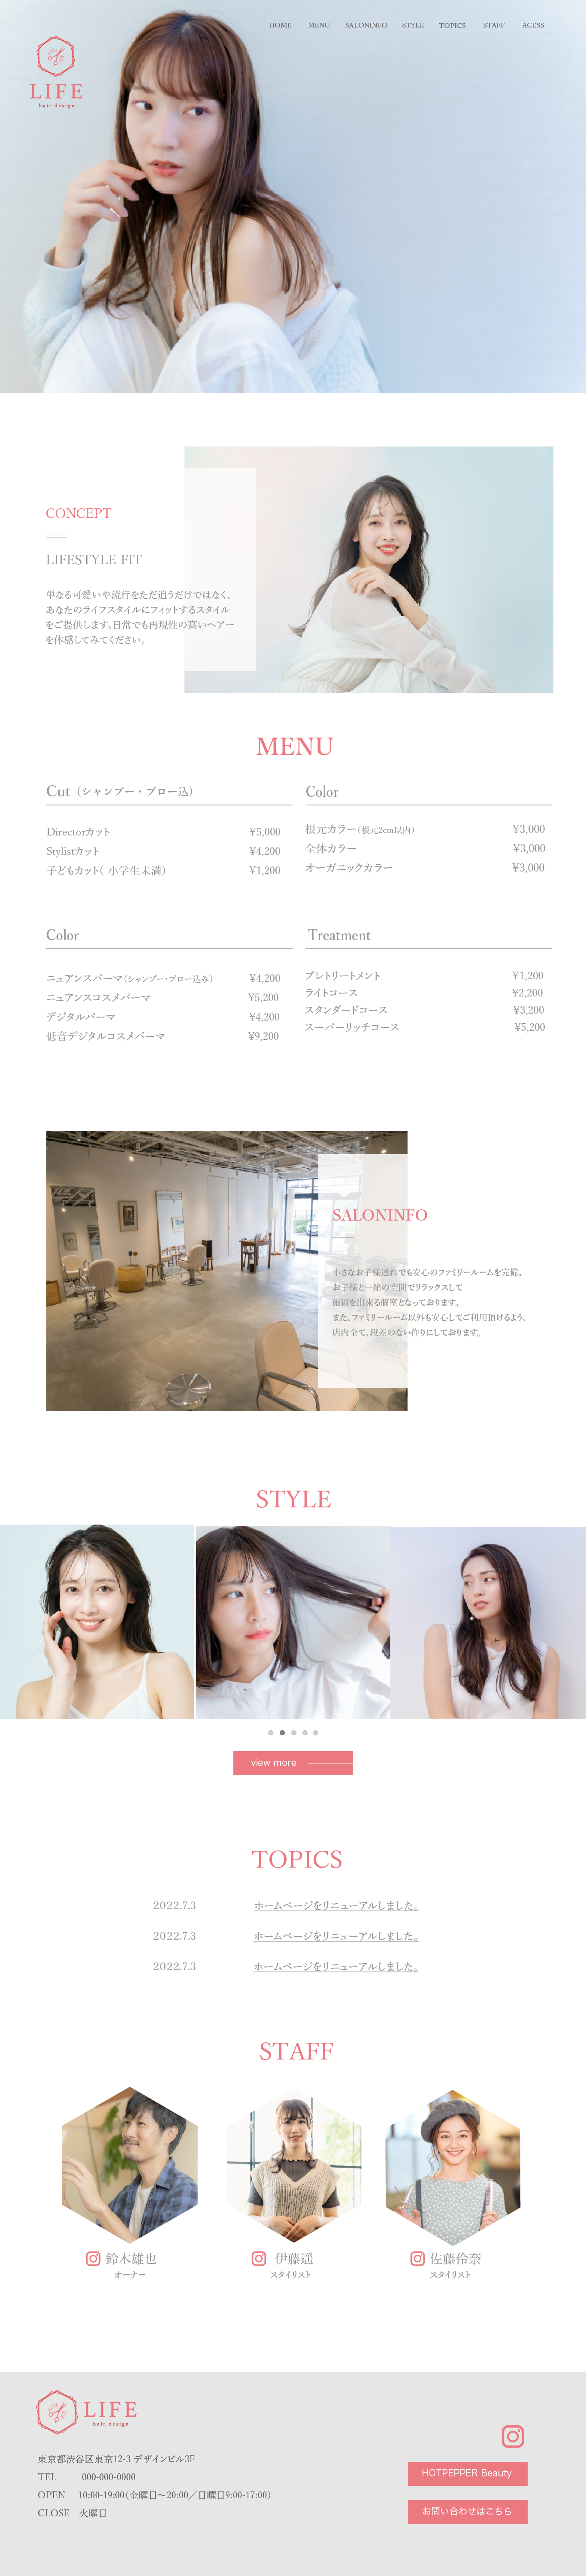 HOME MENU SALONINFO STYLE TOPICS STAFF ACESS
LIFE
hair design
CONCEPT
LIFESTYLE FIT
単なる可愛いや流行をただ追うだけではなく、
あなたのライフスタイルにフィットするスタイル
をご提供します。日常でも再現性の高いヘアー
を体感してみてください。
MENU
Cut（シャンプー・ブロー込）
Directorカット ¥5,000
Stylistカット ¥4,200
子どもカット（ 小学生未満） ¥1,200
Color
根元カラー（根元2cm以内） ¥3,000
全体カラー ¥3,000
オーガニックカラー ¥3,000
Color
ニュアンスパーマ（シャンプー・ブロー込み） ¥4,200
ニュアンスコスメパーマ ¥5,200
デジタルパーマ ¥4,200
低音デジタルコスメパーマ ¥9,200
Treatment
プレトリートメント ¥1,200
ライトコース ¥2,200
スタンダードコース ¥3,200
スーパーリッチコース ¥5,200
SALONINFO
小さなお子様連れでも安心のファミリールームを完備。
お子様と一緒の空間でリラックスして
施術を出来る個室となっております。
また、ファミリールーム以外も安心してご利用頂けるよう、
店内全て、段差のない作りにしております。
STYLE
view more
TOPICS
2022.7.3 ホームページをリニューアルしました。
2022.7.3 ホームページをリニューアルしました。
2022.7.3 ホームページをリニューアルしました。
STAFF
鈴木雄也
オーナー
伊藤遥
スタイリスト
佐藤伶奈
スタイリスト
LIFE
hair design
東京都渋谷区東京12-3 デザインビル3F
TEL 000-000-0000
OPEN 10:00-19:00（金曜日〜20:00／日曜日9:00-17:00）
CLOSE 火曜日
HOTPEPPER Beauty
お問い合わせはこちら